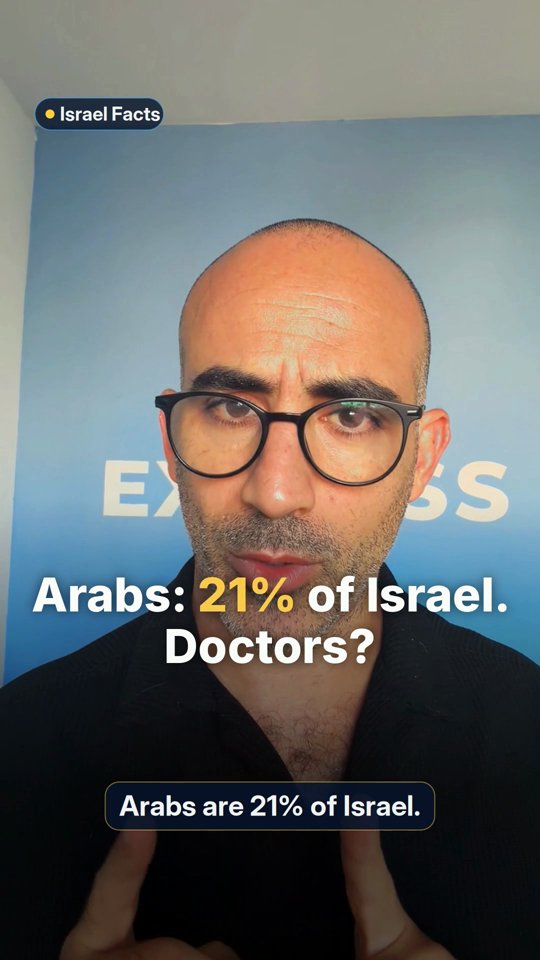 Israel Facts
Arabs: 21% of Israel.
Doctors?
Arabs are 21% of Israel.